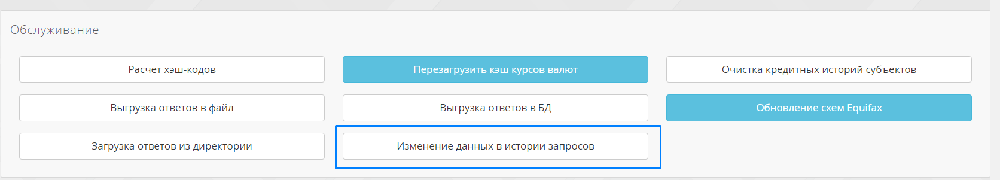 Обслуживание
Расчет хэш-кодов
Перезагрузить кэш курсов валют
Очистка кредитных историй субъектов
Выгрузка ответов в файл
Выгрузка ответов в БД
Обновление схем Equifax
Загрузка ответов из директории
Изменение данных в истории запросов